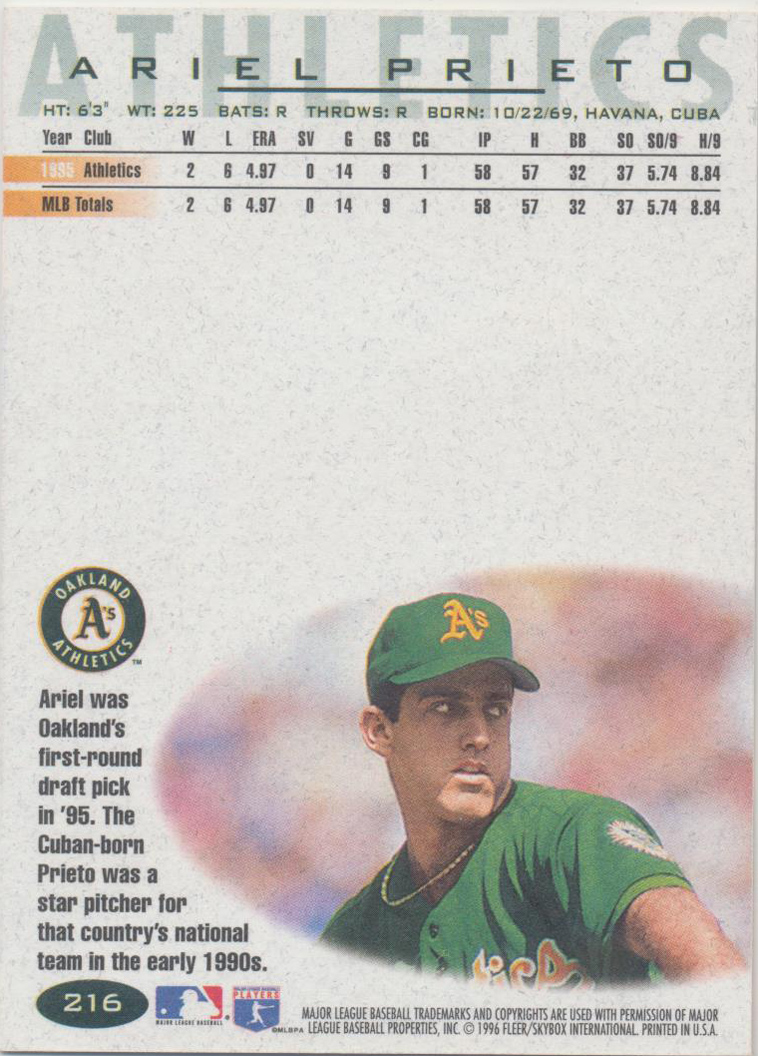 ATHLETICS
ARIEL PRIETO
HT: 6'3" WT: 225 BATS: R THROWS: R BORN: 10/22/69, HAVANA, CUBA
Year Club W L ERA SV G GS CG IP H BB SO SO/9 H/9
1995 Athletics 2 6 4.97 0 14 9 1 58 57 32 37 5.74 8.84
MLB Totals 2 6 4.97 0 14 9 1 58 57 32 37 5.74 8.84
OAKLAND
A's
ATHLETICS
TM
A's
Ariel was
Oakland's
first-round
draft pick
in '95. The
Cuban-born
Prieto was a
star pitcher for
that country's national
team in the early 1990s.
216
MAJOR LEAGUE BASEBALL
PLAYERS
©MLBPA
MAJOR LEAGUE BASEBALL TRADEMARKS AND COPYRIGHTS ARE USED WITH PERMISSION OF MAJOR
LEAGUE BASEBALL PROPERTIES, INC. © 1996 FLEER/SKYBOX INTERNATIONAL. PRINTED IN U.S.A.